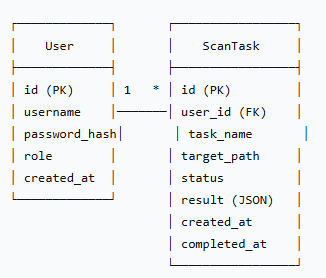 User ScanTask
id (PK) 1 * id (PK)
username user_id (FK)
password_hash task_name
role target_path
created_at status
result (JSON)
created_at
completed_at